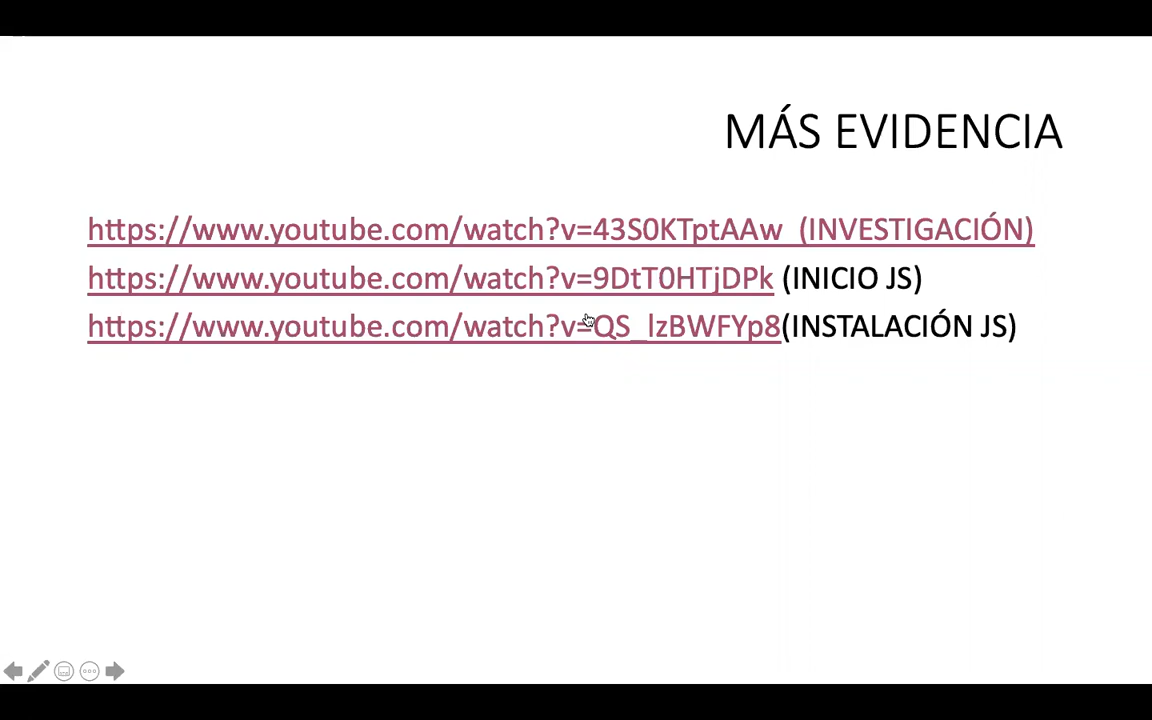 MÁS EVIDENCIA
https://www.youtube.com/watch?v=43S0KTptAAw (INVESTIGACIÓN)
https://www.youtube.com/watch?v=9DtT0HTjDPk (INICIO JS)
https://www.youtube.com/watch?v=QS_lzBWFYp8(INSTALACIÓN JS)